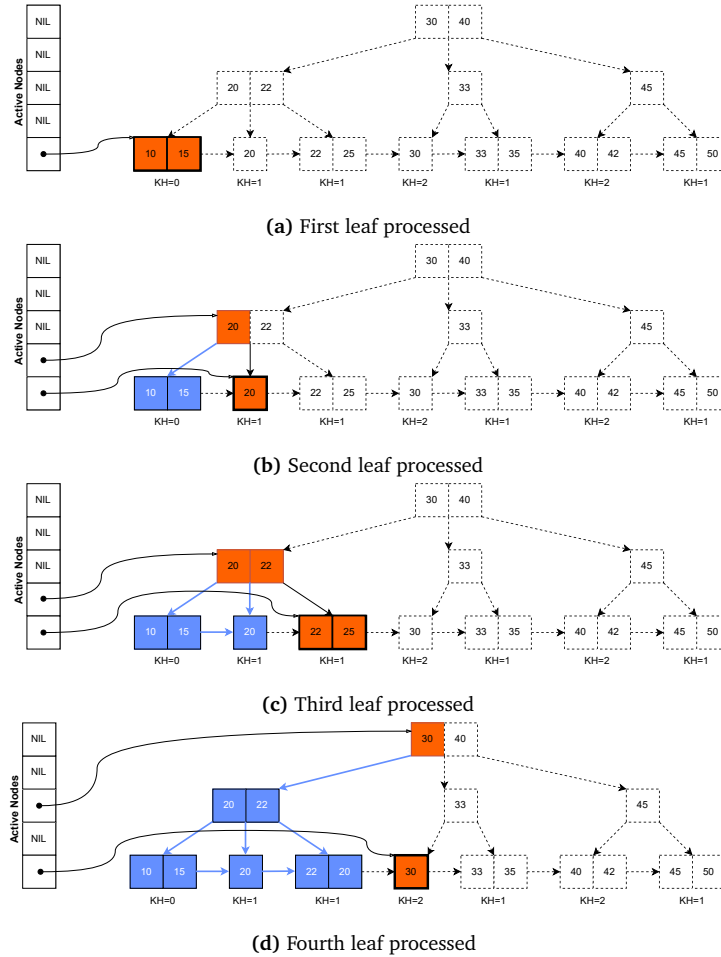 Active Nodes
NIL
NIL
NIL
NIL
30 40
20 22
33
45
10 15
20
22 25
30
33 35
40 42
45 50
KH=0
KH=1
KH=1
KH=2
KH=1
KH=2
KH=1
(a) First leaf processed
Active Nodes
NIL
NIL
NIL
30 40
20 22
33
45
10 15
20
22 25
30
33 35
40 42
45 50
KH=0
KH=1
KH=1
KH=2
KH=1
KH=2
KH=1
(b) Second leaf processed
Active Nodes
NIL
NIL
NIL
30 40
20 22
33
45
10 15
20
22 25
30
33 35
40 42
45 50
KH=0
KH=1
KH=1
KH=2
KH=1
KH=2
KH=1
(c) Third leaf processed
Active Nodes
NIL
NIL
NIL
30 40
20 22
33
45
10 15
20
22 20
30
33 35
40 42
45 50
KH=0
KH=1
KH=1
KH=2
KH=1
KH=2
KH=1
(d) Fourth leaf processed